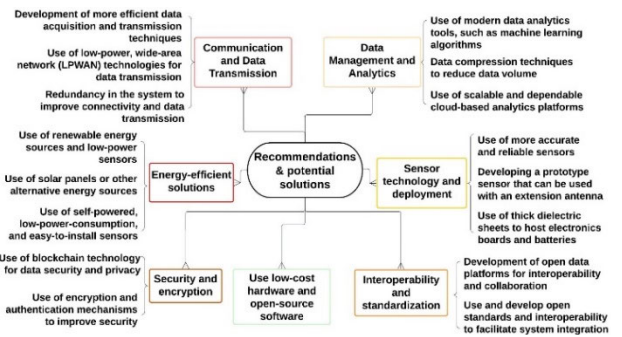 Development of more efficient data
acquisition and transmission
techniques
Use of low-power, wide-area
network (LPWAN) technologies for
data transmission
Redundancy in the system to
improve connectivity and data
transmission
Communication
and Data
Transmission
Data
Management and
Analytics
Use of modern data analytics
tools, such as machine learning
algorithms
Data compression techniques
to reduce data volume
Use of scalable and dependable
cloud-based analytics platforms
Use of renewable energy
sources and low-power
sensors
Use of solar panels or other
alternative energy sources
Use of self-powered,
low-power-consumption,
and easy-to-install sensors
Energy-efficient
solutions
Recommendations
& potential
solutions
Sensor
technology and
deployment
Use of more accurate
and reliable sensors
Developing a prototype
sensor that can be used
with an extension antenna
Use of thick dielectric
sheets to host electronics
boards and batteries
Use of blockchain technology
for data security and privacy
Use of encryption and
authentication mechanisms
to improve security
Security and
encryption
Use low-cost
hardware and
open-source
software
Interoperability
and
standardization
Development of open data
platforms for interoperability
and collaboration
Use and develop open
standards and interoperability
to facilitate system integration